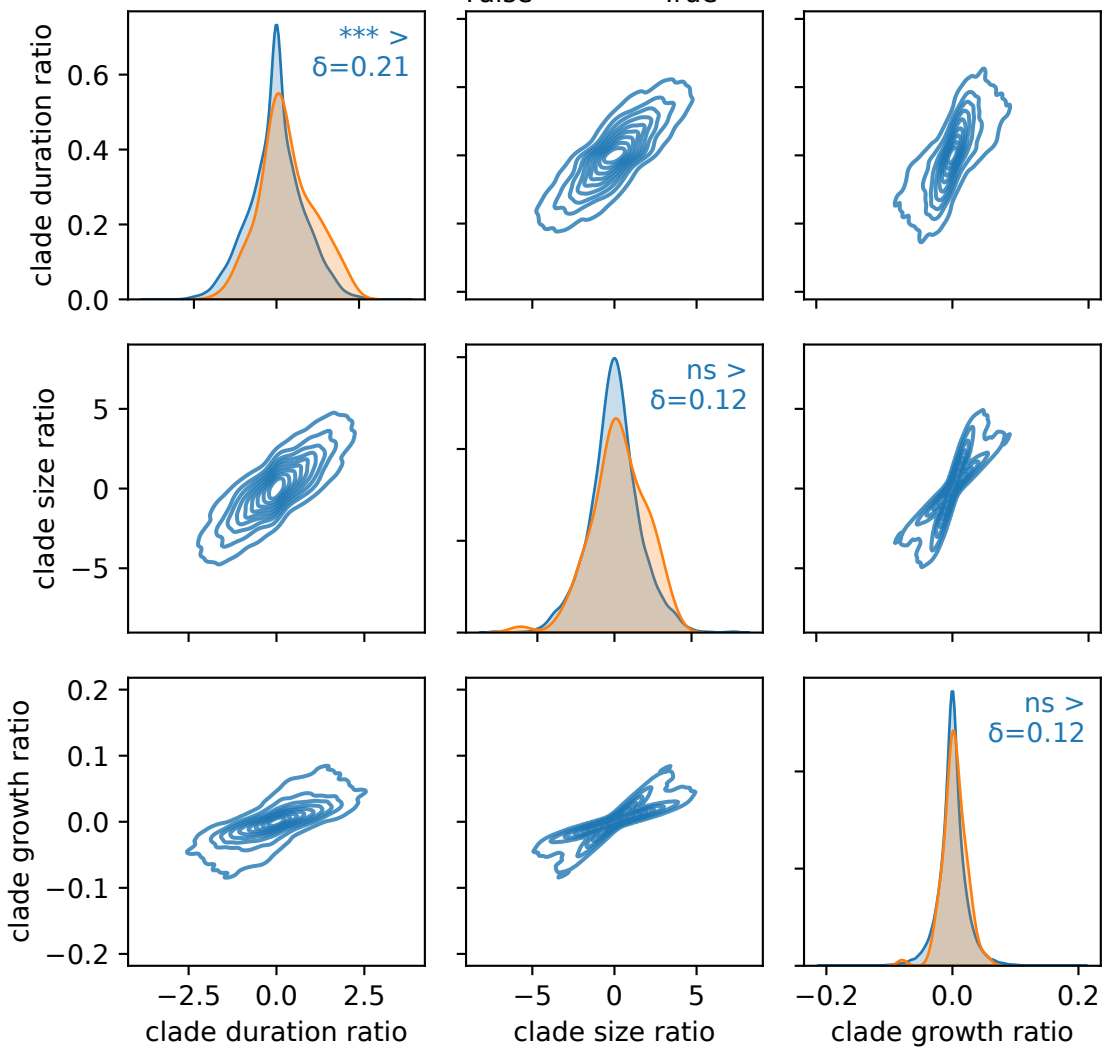 False True
clade duration ratio
0.6
0.4
0.2
0.0
*** >
δ=0.21
clade size ratio
5
0
−5
ns >
δ=0.12
clade growth ratio
0.2
0.1
0.0
−0.1
−0.2
ns >
δ=0.12
−2.5 0.0 2.5
−5 0 5
−0.2 0.0 0.2
clade duration ratio
clade size ratio
clade growth ratio